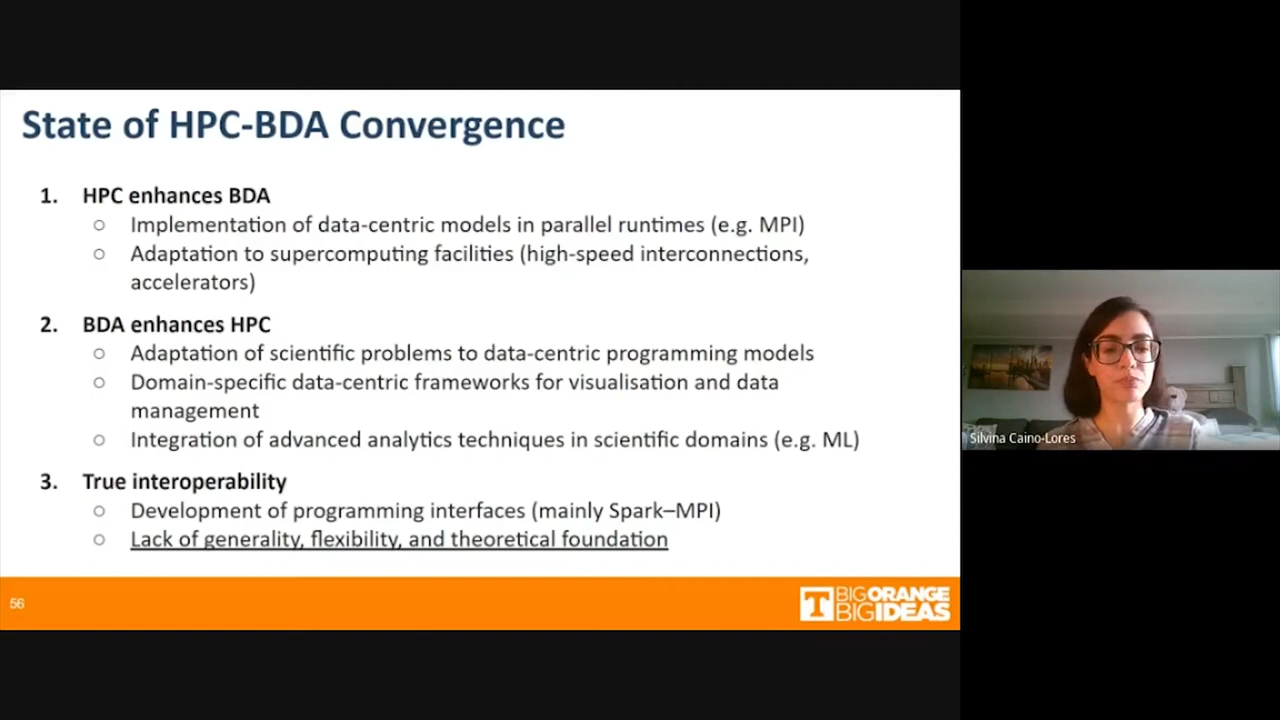 State of HPC-BDA Convergence
1. HPC enhances BDA
○ Implementation of data-centric models in parallel runtimes (e.g. MPI)
○ Adaptation to supercomputing facilities (high-speed interconnections,
accelerators)
2. BDA enhances HPC
○ Adaptation of scientific problems to data-centric programming models
○ Domain-specific data-centric frameworks for visualisation and data
management
○ Integration of advanced analytics techniques in scientific domains (e.g. ML)
3. True interoperability
○ Development of programming interfaces (mainly Spark–MPI)
○ Lack of generality, flexibility, and theoretical foundation
56
T BIG ORANGE
BIG IDEAS
Silvina Caino-Lores